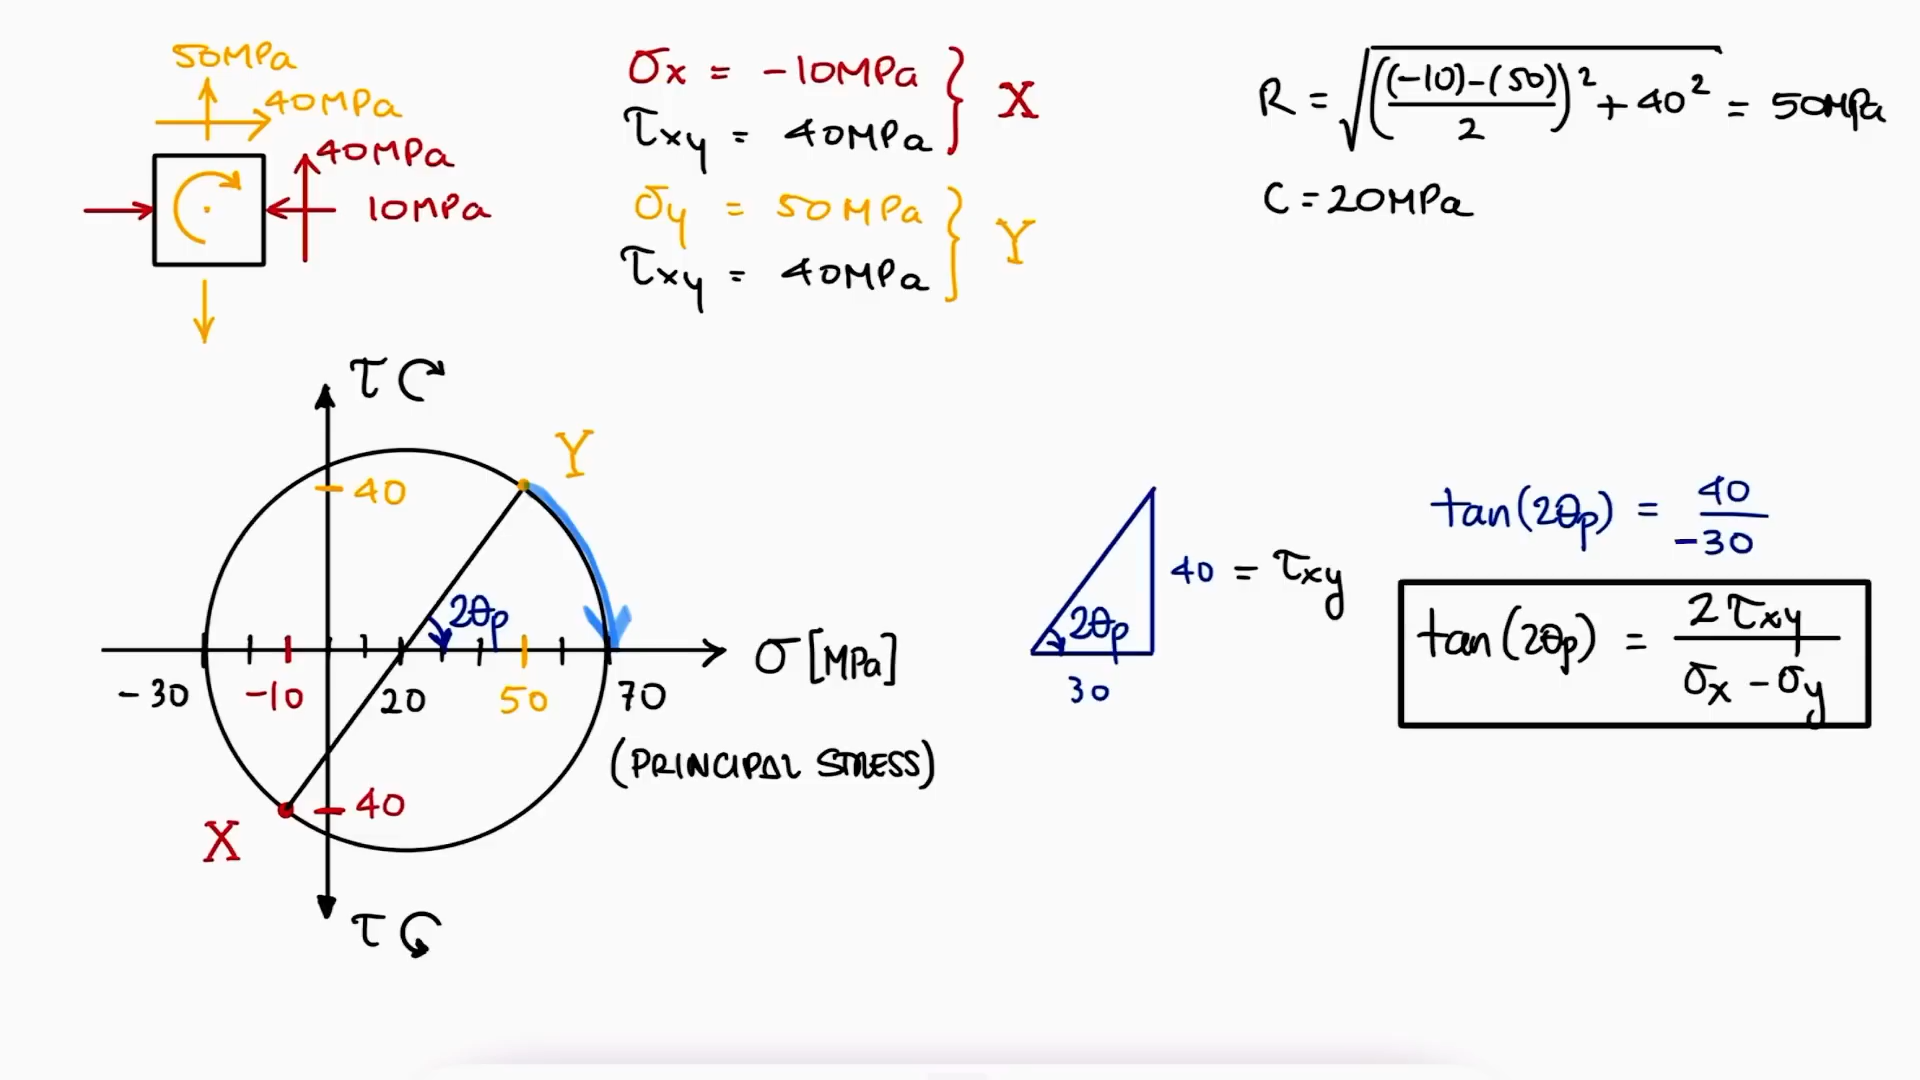 50MPa
40MPa
40MPa
10MPa
σx = -10MPa
τxy = 40MPa
X
σy = 50MPa
τxy = 40MPa
Y
R = √(((-10)-(50))/2)² + 40² = 50MPa
C = 20MPa
τ
Y
40
2θp
σ [MPa]
-30 -10 20 50 70
(PRINCIPAL STRESS)
40
X
τ
40 = τxy
2θp
30
tan(2θp) = 40/-30
tan(2θp) = 2τxy/σx - σy